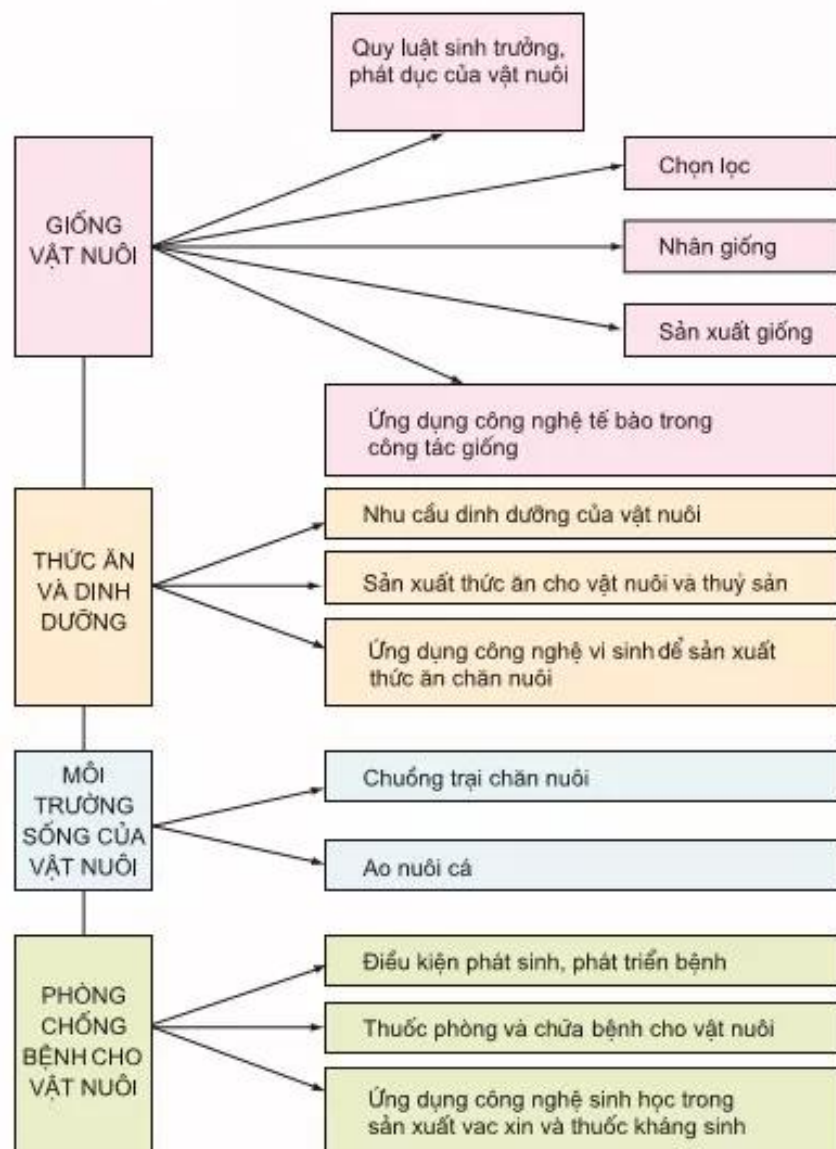 Quy luật sinh trưởng,
phát dục của vật nuôi
GIỐNG
VẬT NUÔI
Chọn lọc
Nhân giống
Sản xuất giống
Ứng dụng công nghệ tế bào trong
công tác giống
THỨC ĂN
VÀ DINH
DƯỠNG
Nhu cầu dinh dưỡng của vật nuôi
Sản xuất thức ăn cho vật nuôi và thuỷ sản
Ứng dụng công nghệ vi sinh để sản xuất
thức ăn chăn nuôi
MÔI
TRƯỜNG
SỐNG CỦA
VẬT NUÔI
Chuồng trại chăn nuôi
Ao nuôi cá
PHÒNG
CHỐNG
BỆNH CHO
VẬT NUÔI
Điều kiện phát sinh, phát triển bệnh
Thuốc phòng và chữa bệnh cho vật nuôi
Ứng dụng công nghệ sinh học trong
sản xuất vac xin và thuốc kháng sinh